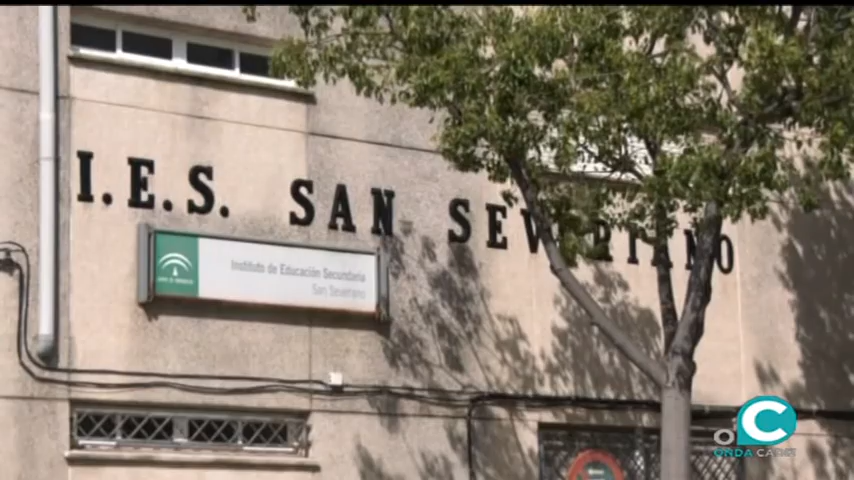 I.E.S. SAN SEVERIANO
Instituto de Educación Secundaria
San Severiano
ONDA CADIZ